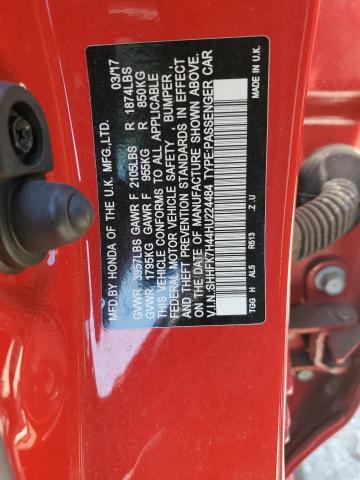 MFD.BY HONDA OF THE U.K. MFG.,LTD. 03/17
GVWR 3957LBS GAWR F 2105LBS R 1874LBS
GVWR 1795KG GAWR F 955KG R 850KG
THIS VEHICLE CONFORMS TO ALL APPLICABLE
FEDERAL MOTOR VEHICLE SAFETY, BUMPER,
& THEFT PREVENTION STANDARDS IN EFFECT
ON THE DATE OF MANUFACTURE SHOWN ABOVE.
V.I.N.:SHHFK7H44HU224484 TYPE:PASSENGER CAR
TGG H AL5 R513 Z U
MADE IN U.K.